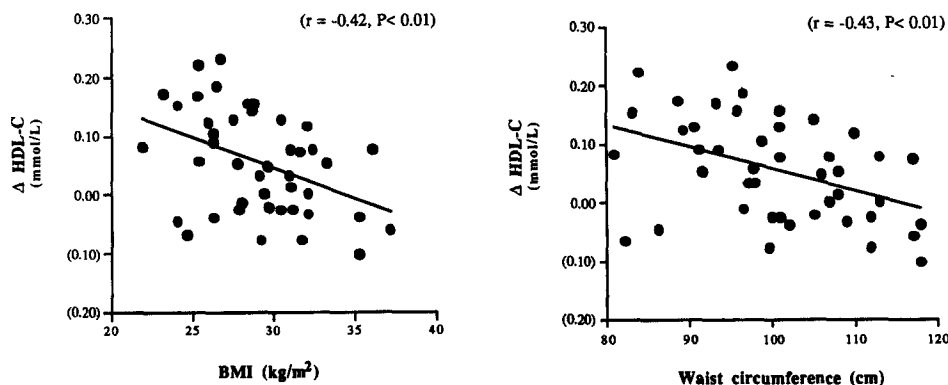 (r = -0.42, P< 0.01)
0.30
0.20
0.10
0.00
(0.10)
(0.20)
Δ HDL-C
(mmol/L)
20
25
30
35
40
BMI (kg/m²)
(r = -0.43, P< 0.01)
0.30
0.20
0.10
0.00
(0.10)
(0.20)
Δ HDL-C
(mmol/L)
80
90
100
110
120
Waist circumference (cm)